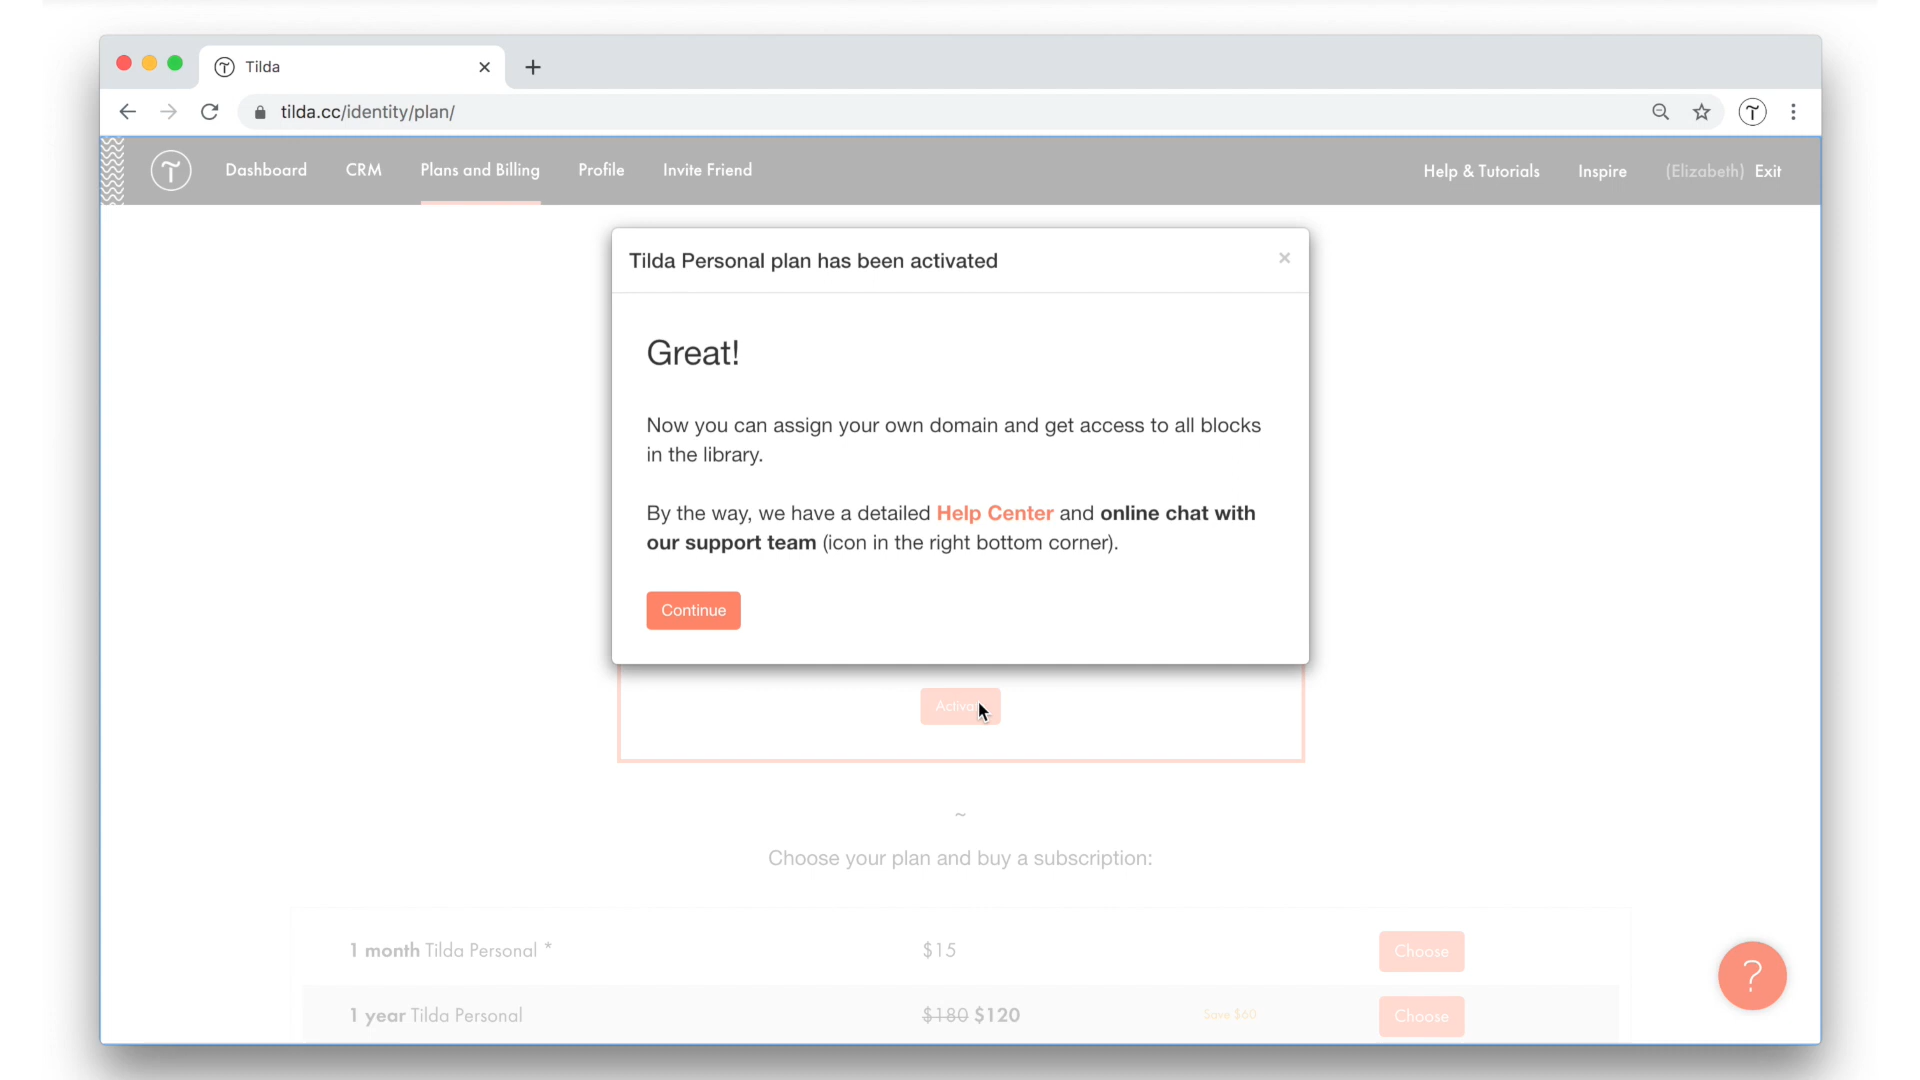 Tilda
tilda.cc/identity/plan/
Dashboard CRM Plans and Billing Profile Invite Friend Help & Tutorials Inspire (Elizabeth) Exit
Tilda Personal plan has been activated
Great!
Now you can assign your own domain and get access to all blocks
in the library.
By the way, we have a detailed Help Center and online chat with
our support team (icon in the right bottom corner).
Continue
~
Choose your plan and buy a subscription:
1 month Tilda Personal * $15 Choose
?
1 year Tilda Personal $180 $120 Save $60 Choose